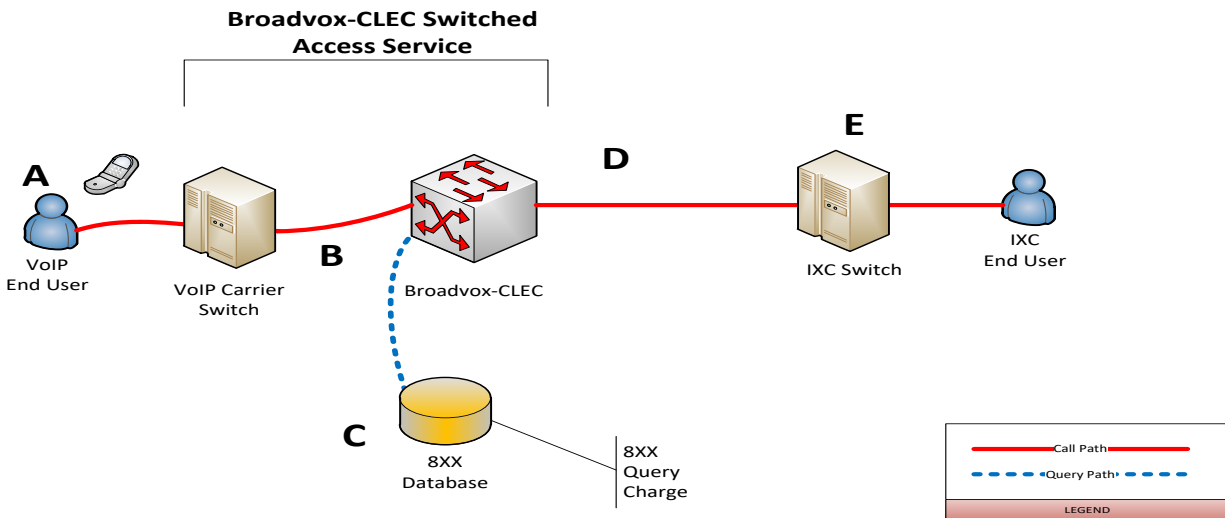 Broadvox-CLEC Switched
Access Service
A
VoIP
End User
VoIP Carrier
Switch
B
Broadvox-CLEC
C
8XX
Database
8XX
Query
Charge
D
E
IXC Switch
IXC
End User
Call Path
Query Path
LEGEND